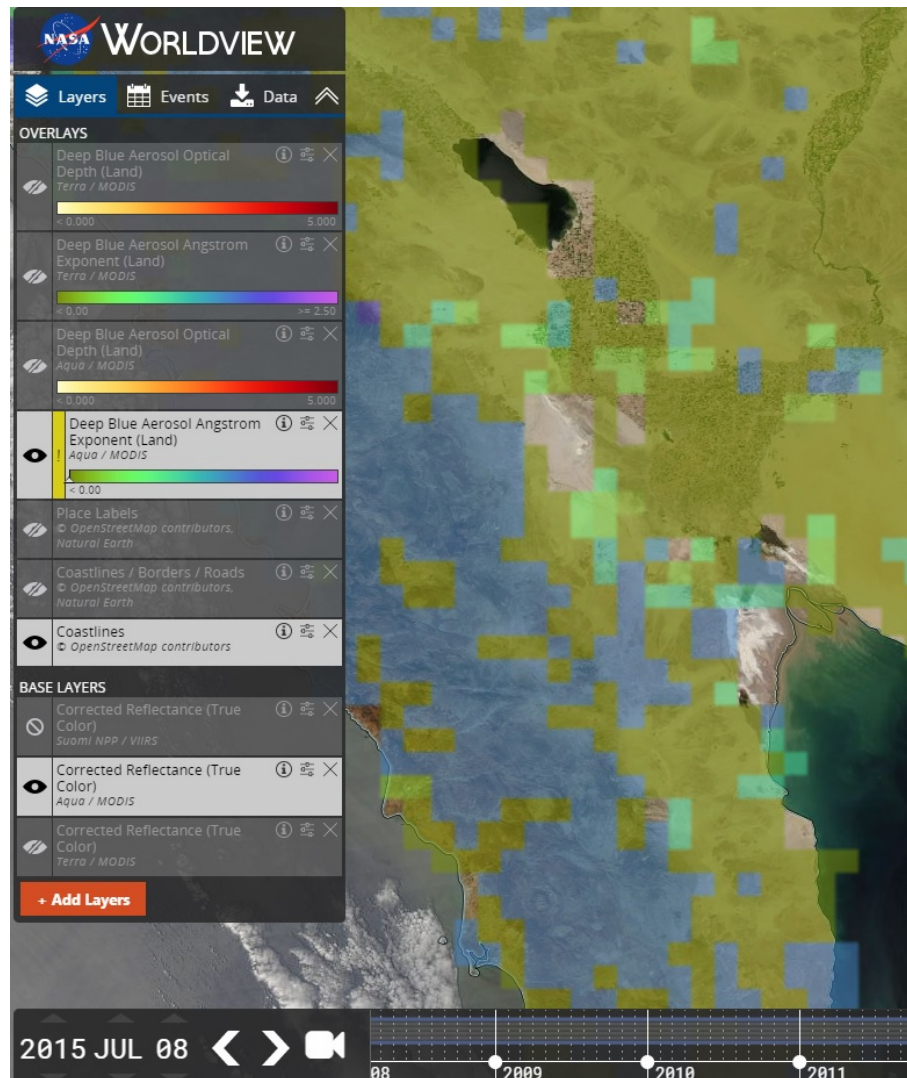 NASA WORLDVIEW
Layers Events Data
OVERLAYS
Deep Blue Aerosol Optical
Depth (Land)
Terra / MODIS
< 0.000 5.000
Deep Blue Aerosol Angstrom
Exponent (Land)
Terra / MODIS
< 0.00 >= 2.50
Deep Blue Aerosol Optical
Depth (Land)
Aqua / MODIS
< 0.000 5.000
Deep Blue Aerosol Angstrom
Exponent (Land)
Aqua / MODIS
< 0.00
Place Labels
© OpenStreetMap contributors,
Natural Earth
Coastlines / Borders / Roads
© OpenStreetMap contributors,
Natural Earth
Coastlines
© OpenStreetMap contributors
BASE LAYERS
Corrected Reflectance (True
Color)
Suomi NPP / VIIRS
Corrected Reflectance (True
Color)
Aqua / MODIS
Corrected Reflectance (True
Color)
Terra / MODIS
+ Add Layers
2015 JUL 08
08 2009 2010 2011